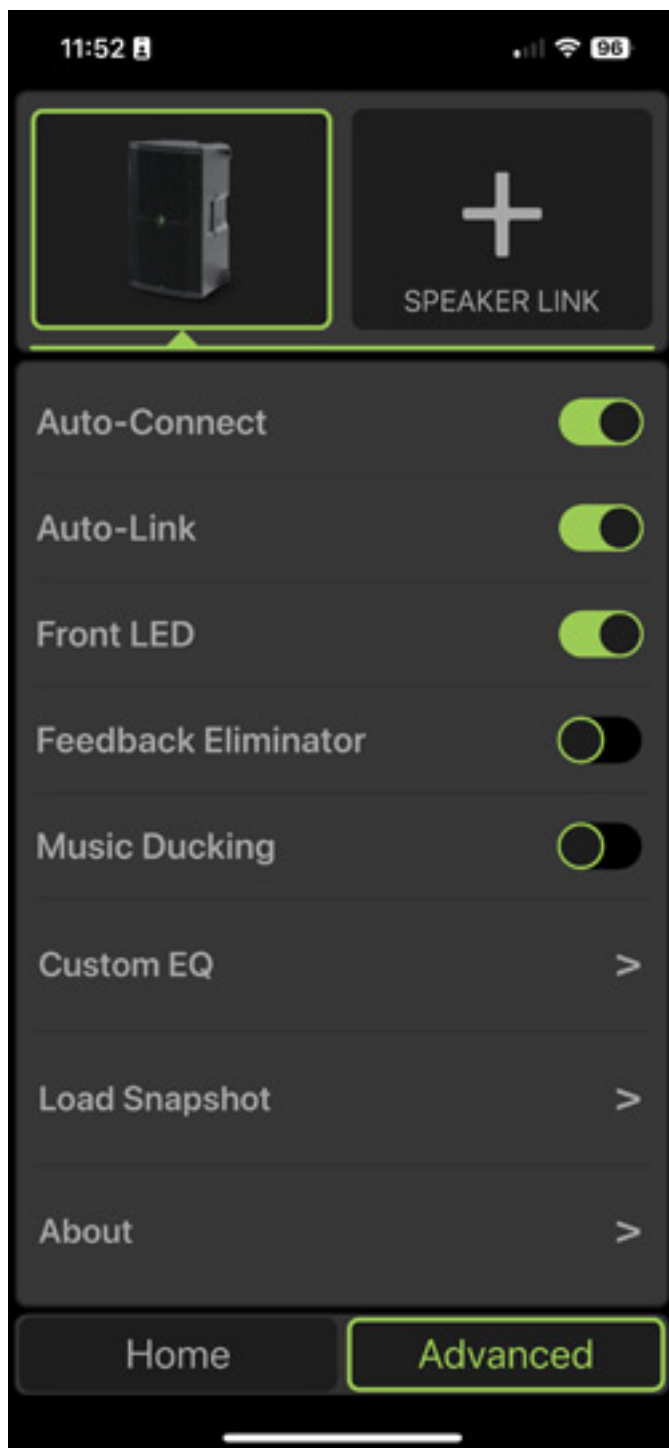 11:52
96
SPEAKER LINK
Auto-Connect
Auto-Link
Front LED
Feedback Eliminator
Music Ducking
Custom EQ >
Load Snapshot >
About >
Home
Advanced